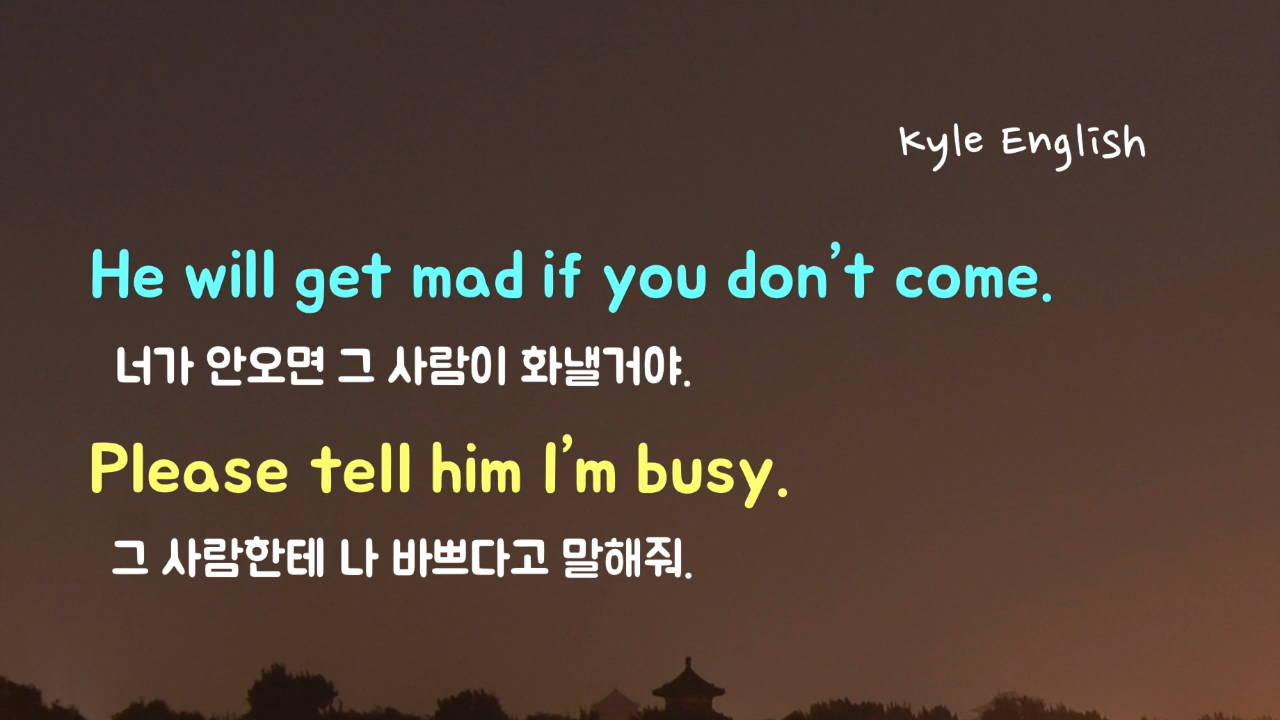 Kyle English
He will get mad if you don’t come.
너가 안오면 그 사람이 화낼거야.
Please tell him I’m busy.
그 사람한테 나 바쁘다고 말해줘.